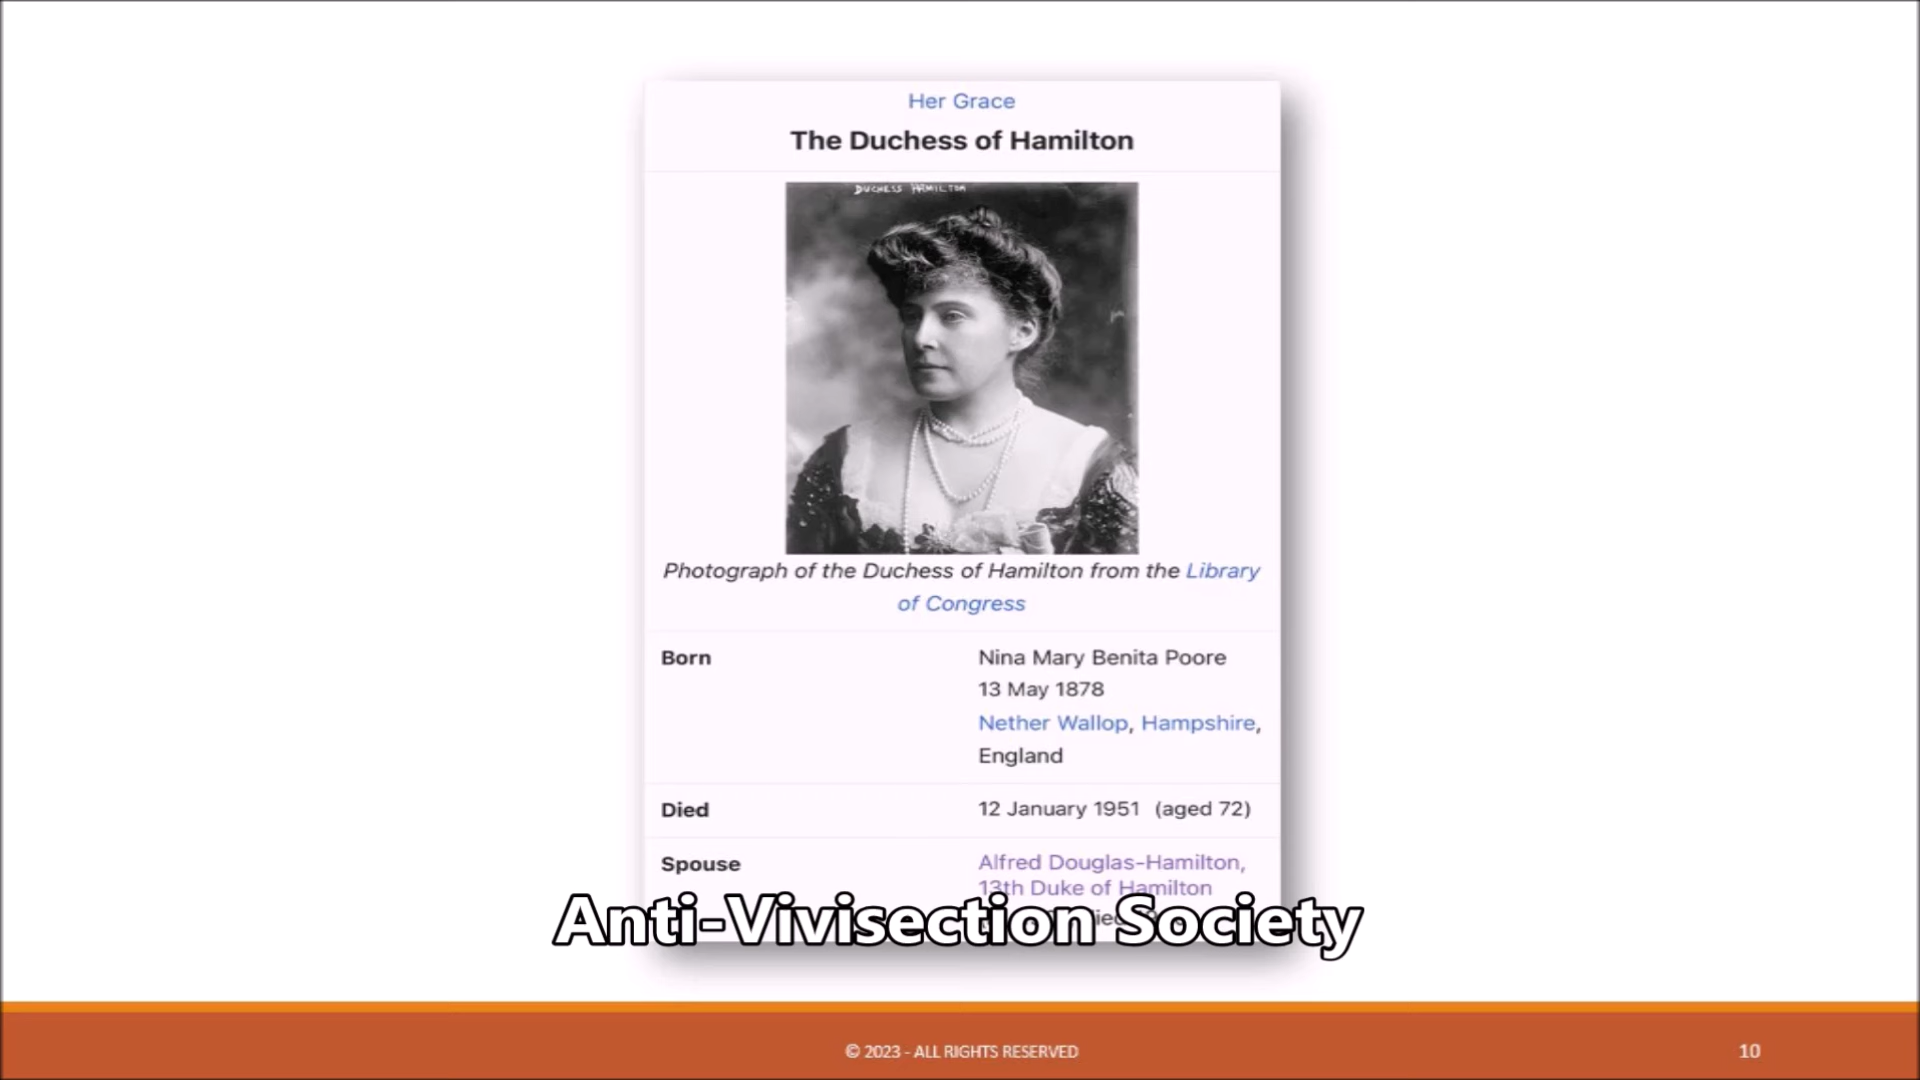 Her Grace
The Duchess of Hamilton
DUCHESS HAMILTON
Photograph of the Duchess of Hamilton from the Library
of Congress
Born
Nina Mary Benita Poore
13 May 1878
Nether Wallop, Hampshire,
England
Died
12 January 1951 (aged 72)
Spouse
Alfred Douglas-Hamilton,
13th Duke of Hamilton
Anti-Vivisection Society
© 2023 - ALL RIGHTS RESERVED
10